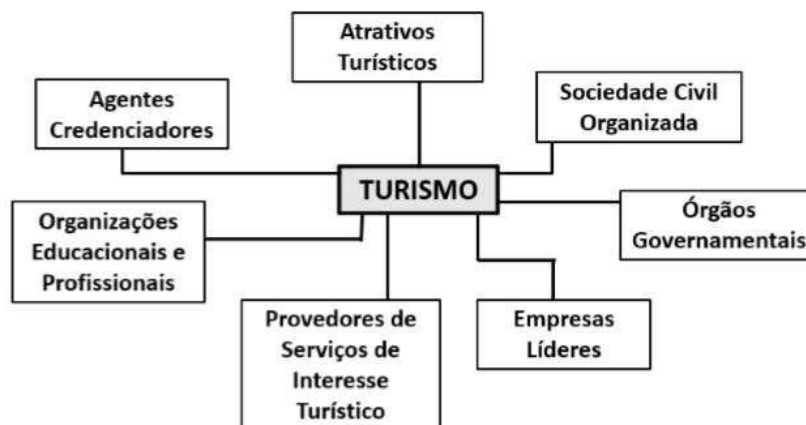 Atrativos
Turísticos
Agentes
Credenciadores
Sociedade Civil
Organizada
TURISMO
Organizações
Educacionais e
Profissionais
Órgãos
Governamentais
Provedores de
Serviços de
Interesse
Turístico
Empresas
Líderes